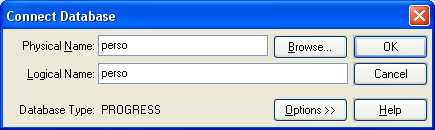 Connect Database
Physical Name: perso Browse... OK
Logical Name: perso Cancel
Database Type: PROGRESS Options >> Help